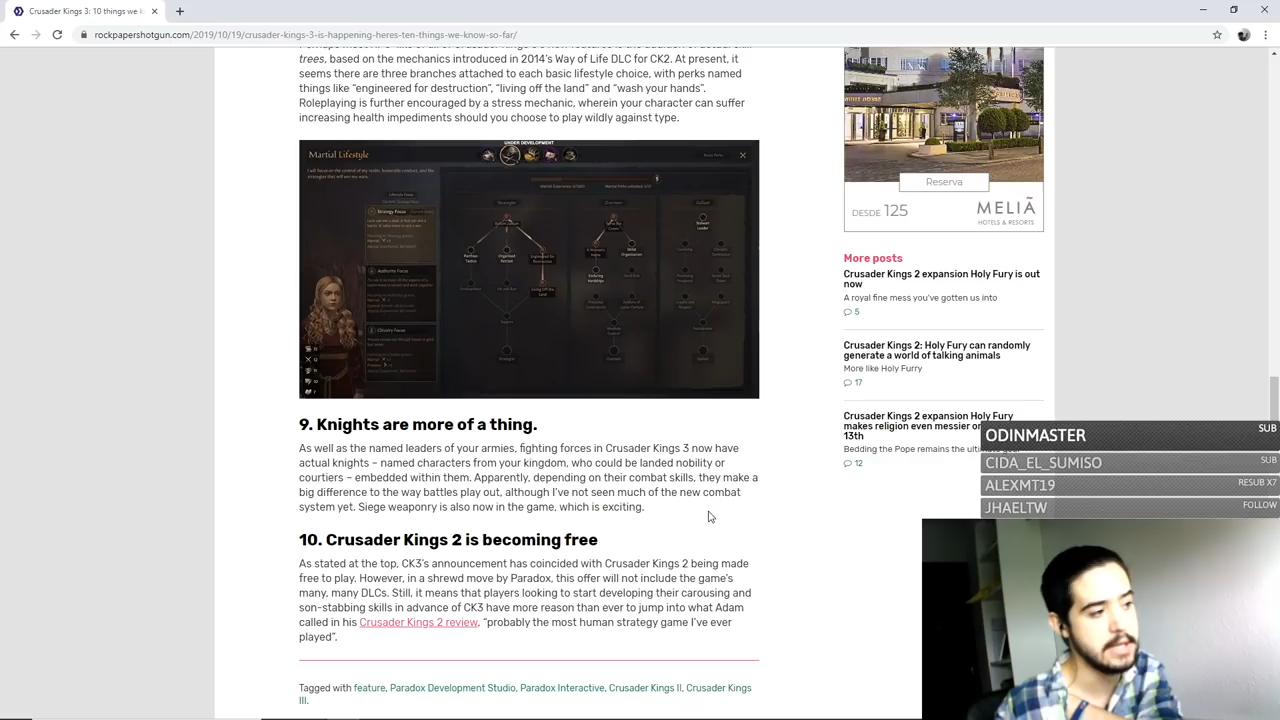 Crusader Kings 3: 10 things we k
rockpapershotgun.com/2019/10/19/crusader-kings-3-is-happening-heres-ten-things-we-know-so-far/
trees, based on the mechanics introduced in 2014's Way of Life DLC for CK2. At present, it
seems there are three branches attached to each basic lifestyle choice, with perks named
things like “engineered for destruction”, “living off the land” and “wash your hands”.
Roleplaying is further encouraged by a stress mechanic, wherein your character can suffer
increasing health impediments should you choose to play wildly against type.
UNDER DEVELOPMENT
Martial Lifestyle
Strategy Focus
Authority Focus
Chivalry Focus
Stalwart Leader
Living Off the Land
9. Knights are more of a thing.
As well as the named leaders of your armies, fighting forces in Crusader Kings 3 now have
actual knights – named characters from your kingdom, who could be landed nobility or
courtiers – embedded within them. Apparently, depending on their combat skills, they make a
big difference to the way battles play out, although I've not seen much of the new combat
system yet. Siege weaponry is also now in the game, which is exciting.
10. Crusader Kings 2 is becoming free
As stated at the top, CK3's announcement has coincided with Crusader Kings 2 being made
free to play. However, in a shrewd move by Paradox, this offer will not include the game's
many, many DLCs. Still, it means that players looking to start developing their carousing and
son-stabbing skills in advance of CK3 have more reason than ever to jump into what Adam
called in his Crusader Kings 2 review, “probably the most human strategy game I've ever
played”.
Tagged with feature, Paradox Development Studio, Paradox Interactive, Crusader Kings II, Crusader Kings
III.
Reserva
DESDE 125
MELIÃ
HOTELS & RESORTS
More posts
Crusader Kings 2 expansion Holy Fury is out
now
A royal fine mess you've gotten us into
5
Crusader Kings 2: Holy Fury can randomly
generate a world of talking animals
More like Holy Furry
17
Crusader Kings 2 expansion Holy Fury
makes religion even messier on
13th
Bedding the Pope remains the
12
ODINMASTER SUB
CIDA_EL_SUMISO SUB
ALEXMT19 RESUB X7
JHAELTW FOLLOW